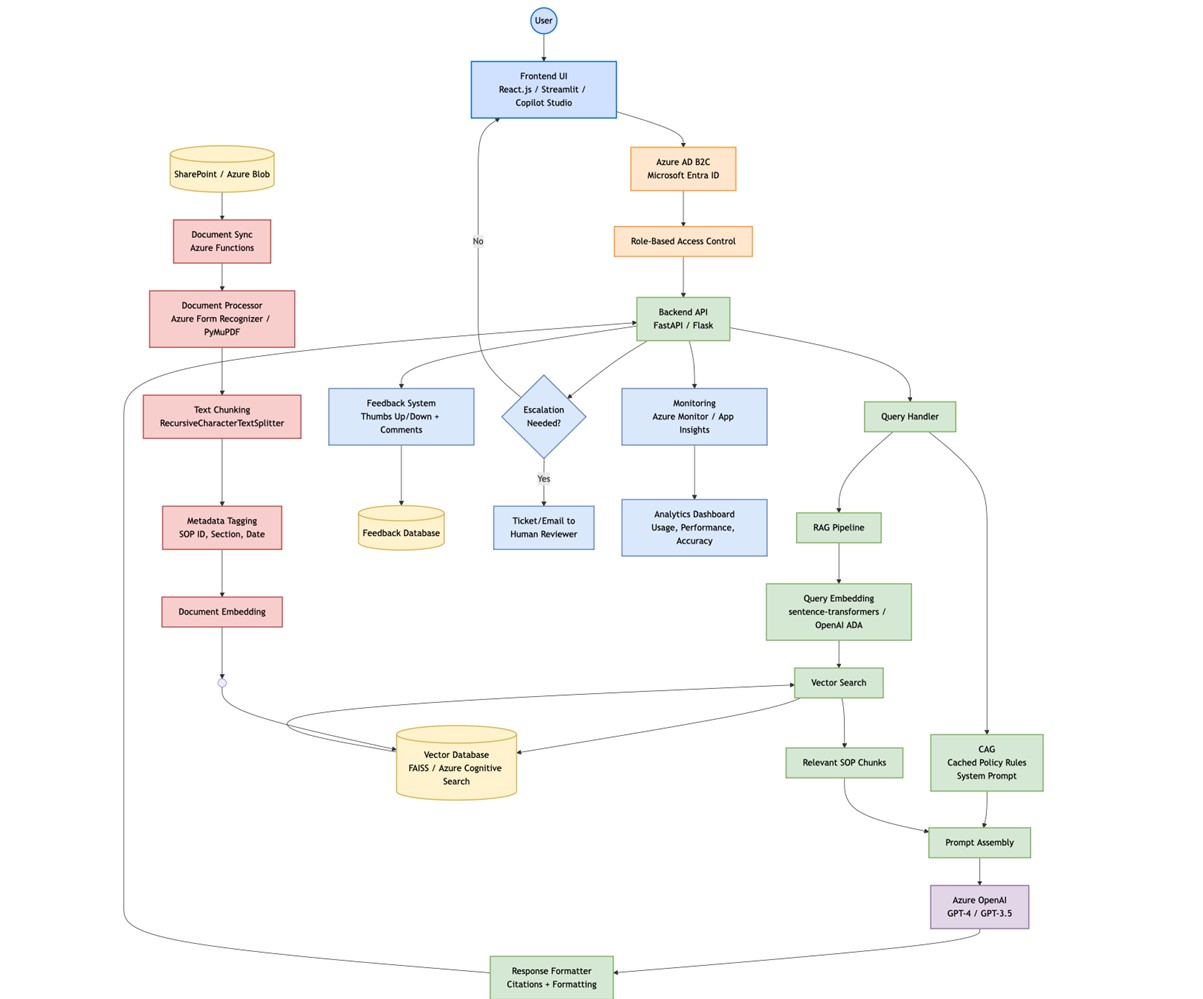 User
Frontend UI
React.js / Streamlit /
Copilot Studio
Azure AD B2C
Microsoft Entra ID
SharePoint / Azure Blob
Document Sync
Azure Functions
No
Role-Based Access Control
Document Processor
Azure Form Recognizer /
PyMuPDF
Backend API
FastAPI / Flask
Text Chunking
RecursiveCharacterTextSplitter
Feedback System
Thumbs Up/Down +
Comments
Escalation
Needed?
Monitoring
Azure Monitor / App
Insights
Query Handler
Yes
Metadata Tagging
SOP ID, Section, Date
Feedback Database
Ticket/Email to
Human Reviewer
Analytics Dashboard
Usage, Performance,
Accuracy
RAG Pipeline
Document Embedding
Query Embedding
sentence-transformers /
OpenAI ADA
Vector Search
Vector Database
FAISS / Azure Cognitive
Search
Relevant SOP Chunks
CAG
Cached Policy Rules
System Prompt
Prompt Assembly
Azure OpenAI
GPT-4 / GPT-3.5
Response Formatter
Citations + Formatting